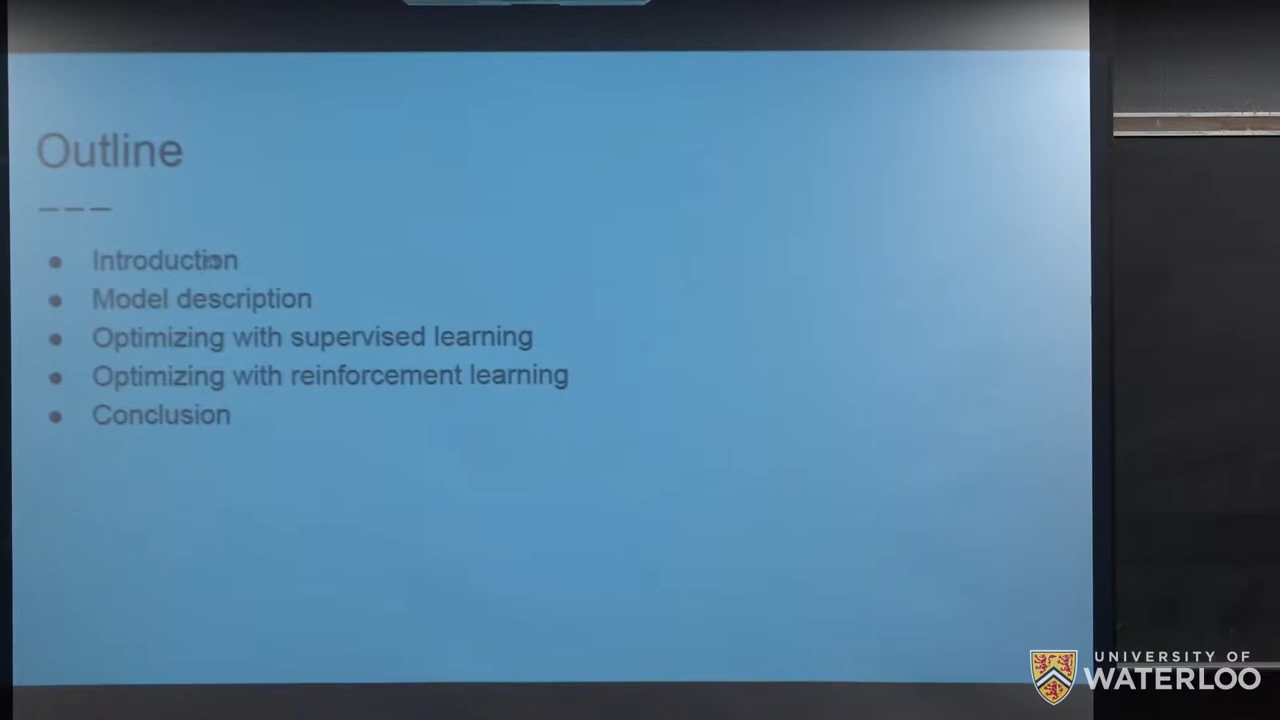 Outline
Introduction
Model description
Optimizing with supervised learning
Optimizing with reinforcement learning
Conclusion
UNIVERSITY OF
WATERLOO